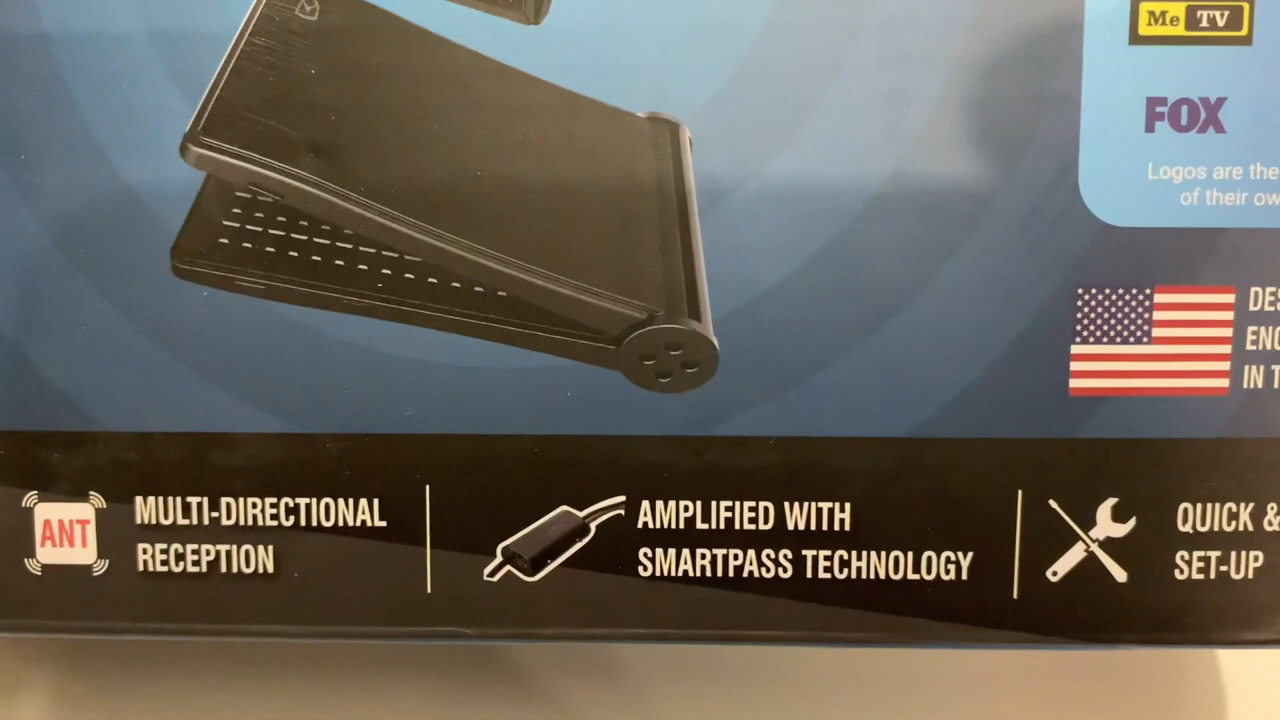 Me TV
FOX
Logos are the
of their ow
DES
ENG
IN T
ANT
MULTI-DIRECTIONAL
RECEPTION
AMPLIFIED WITH
SMARTPASS TECHNOLOGY
QUICK &
SET-UP